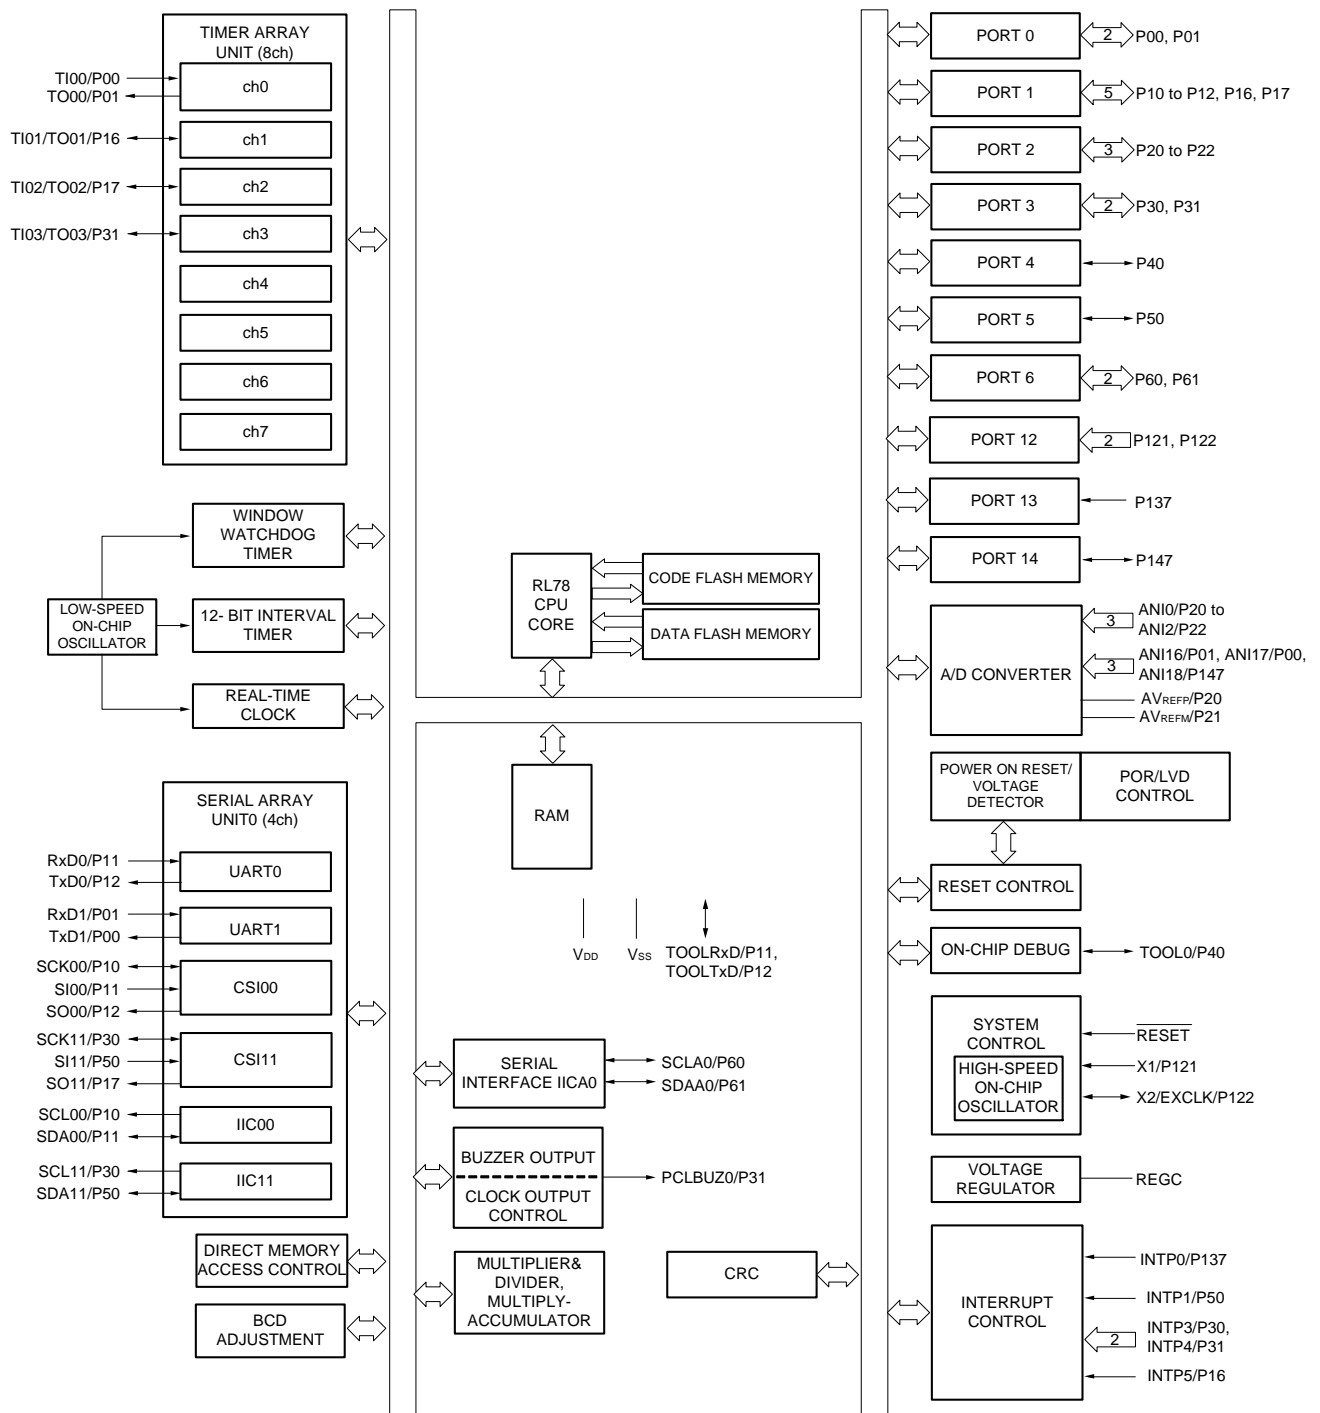 TIMER ARRAY
UNIT (8ch)
TI00/P00
TO00/P01
ch0
TI01/TO01/P16
ch1
TI02/TO02/P17
ch2
TI03/TO03/P31
ch3
ch4
ch5
ch6
ch7
WINDOW
WATCHDOG
TIMER
LOW-SPEED
ON-CHIP
OSCILLATOR
12- BIT INTERVAL
TIMER
REAL-TIME
CLOCK
SERIAL ARRAY
UNIT0 (4ch)
RxD0/P11
TxD0/P12
UART0
RxD1/P01
TxD1/P00
UART1
SCK00/P10
SI00/P11
SO00/P12
CSI00
SCK11/P30
SI11/P50
SO11/P17
CSI11
SCL00/P10
SDA00/P11
IIC00
SCL11/P30
SDA11/P50
IIC11
DIRECT MEMORY
ACCESS CONTROL
BCD
ADJUSTMENT
RL78
CPU
CORE
CODE FLASH MEMORY
DATA FLASH MEMORY
RAM
VDD
VSS
TOOLRxD/P11,
TOOLTxD/P12
SERIAL
INTERFACE IICA0
SCLA0/P60
SDAA0/P61
BUZZER OUTPUT
CLOCK OUTPUT
CONTROL
PCLBUZ0/P31
MULTIPLIER&
DIVIDER,
MULTIPLY-
ACCUMULATOR
CRC
PORT 0
2
P00, P01
PORT 1
5
P10 to P12, P16, P17
PORT 2
3
P20 to P22
PORT 3
2
P30, P31
PORT 4
P40
PORT 5
P50
PORT 6
2
P60, P61
PORT 12
2
P121, P122
PORT 13
P137
PORT 14
P147
A/D CONVERTER
3
ANI0/P20 to
ANI2/P22
3
ANI16/P01, ANI17/P00,
ANI18/P147
AVREFP/P20
AVREFM/P21
POWER ON RESET/
VOLTAGE
DETECTOR
POR/LVD
CONTROL
RESET CONTROL
ON-CHIP DEBUG
TOOL0/P40
SYSTEM
CONTROL
HIGH-SPEED
ON-CHIP
OSCILLATOR
RESET
X1/P121
X2/EXCLK/P122
VOLTAGE
REGULATOR
REGC
INTERRUPT
CONTROL
INTP0/P137
INTP1/P50
2
INTP3/P30,
INTP4/P31
INTP5/P16